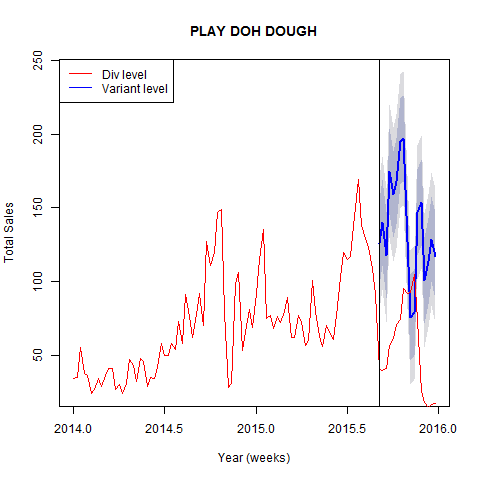 PLAY DOH DOUGH
Div level
Variant level
250
200
150
100
50
Total Sales
2014.0 2014.5 2015.0 2015.5 2016.0
Year (weeks)